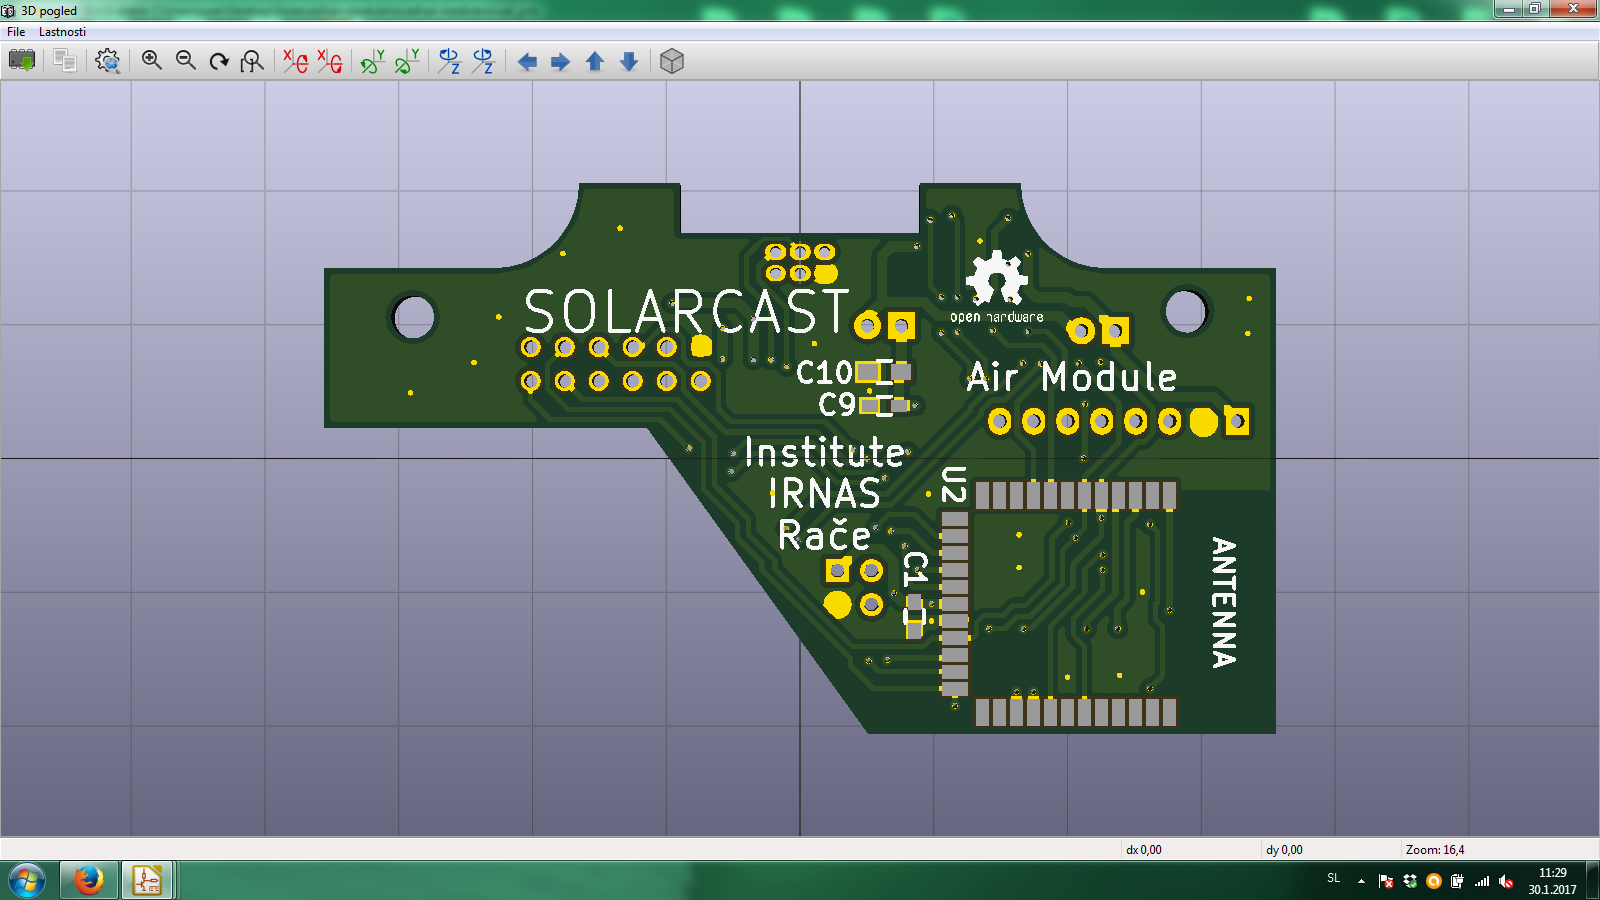 3D pogled
File Lastnosti
X X Y Y Z Z
SOLARCAST
open hardware
C10
Air Module
C9
Institute
IRNAS
Rače
U2
C1
ANTENNA
dx 0,00 dy 0,00 Zoom: 16,4
SL
11:29
30.1.2017